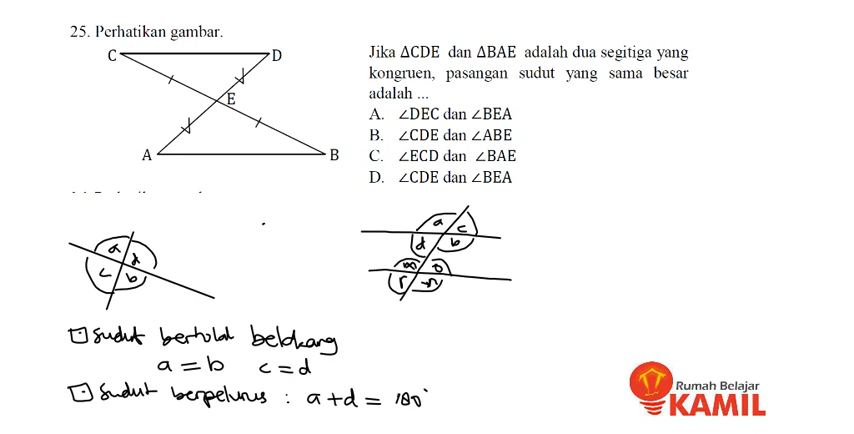 25. Perhatikan gambar.
C
D
E
A
B
Jika ΔCDE dan ΔBAE adalah dua segitiga yang
kongruen, pasangan sudut yang sama besar
adalah ...
A. ∠DEC dan ∠BEA
B. ∠CDE dan ∠ABE
C. ∠ECD dan ∠BAE
D. ∠CDE dan ∠BEA
a
d
c
b
a
c
d
b
r
Sudut bertolak belakang
a = b c = d
Sudut berpelurus : a + d = 180°
Rumah Belajar
KAMIL